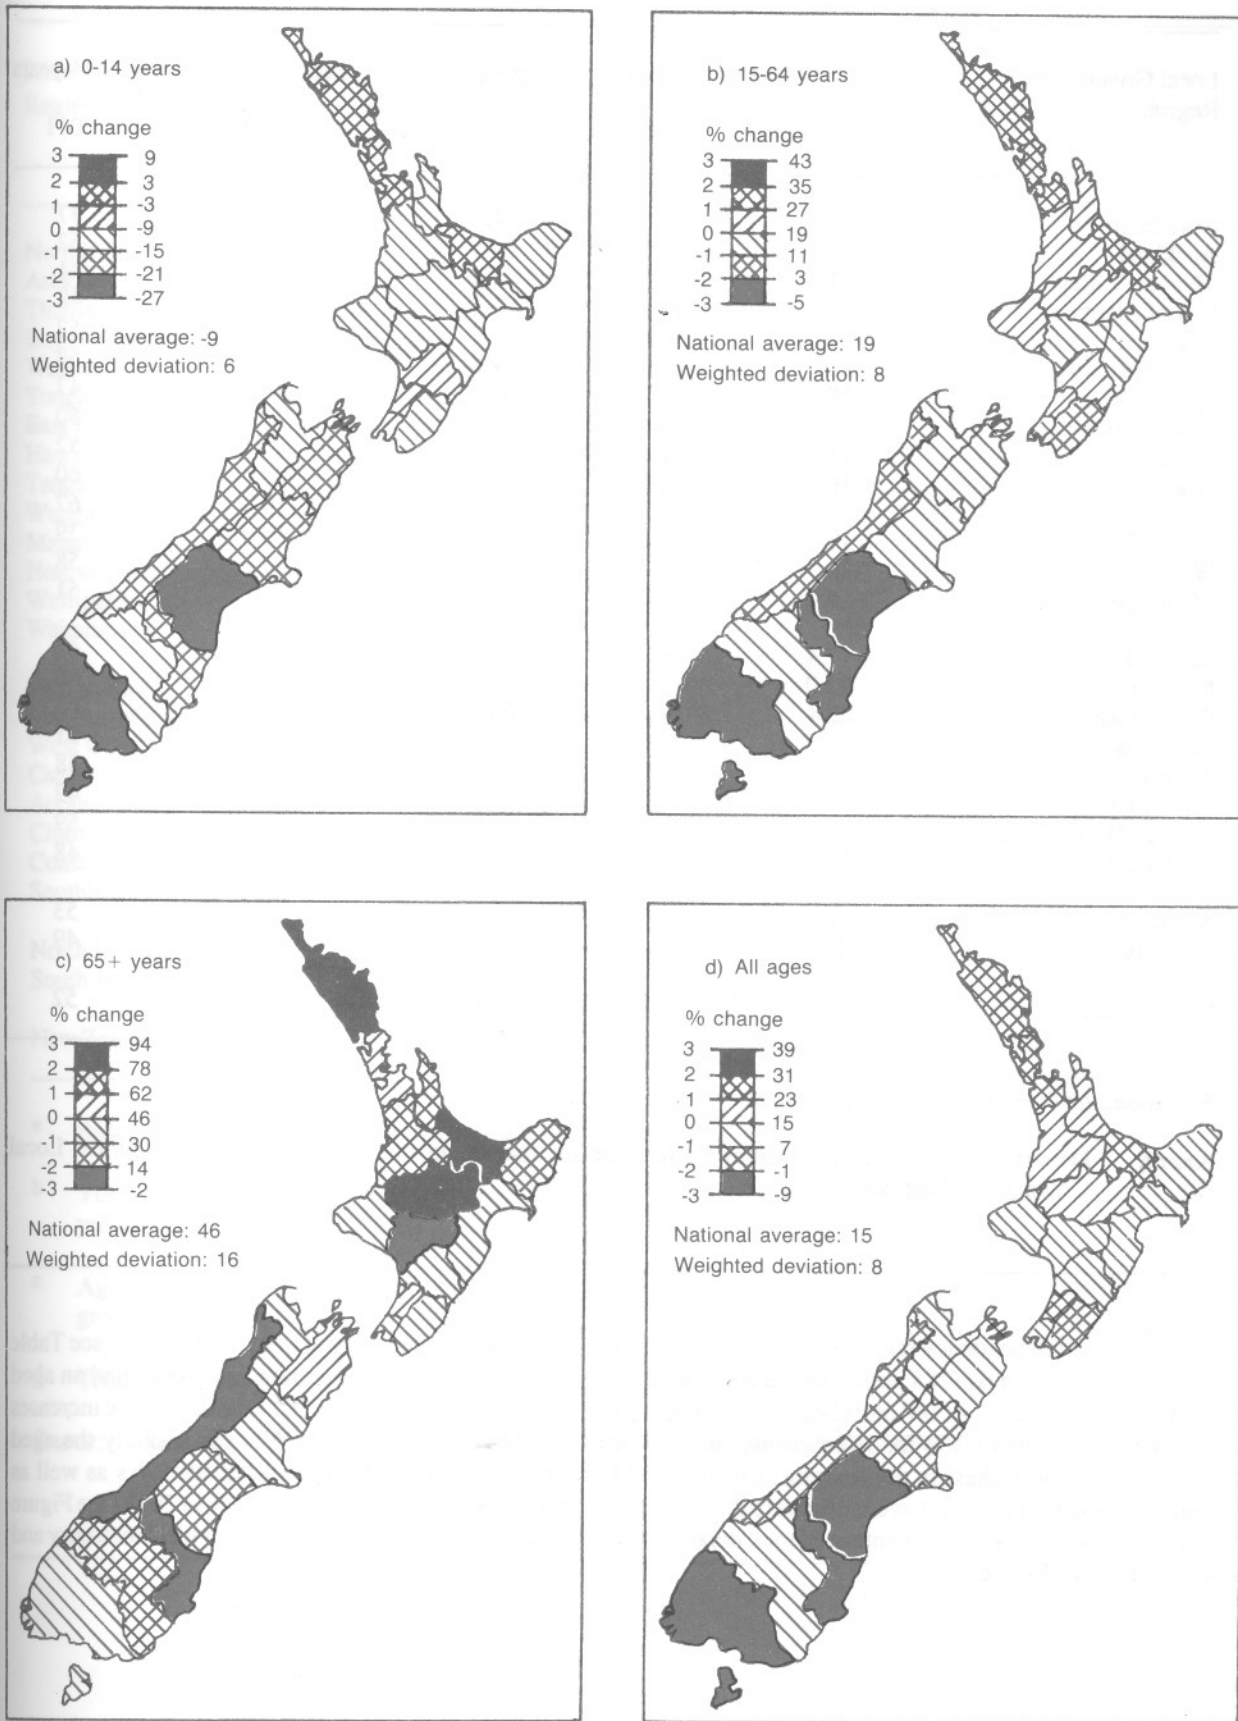 a) 0-14 years
% change
3 9
2 3
1 -3
0 -9
-1 -15
-2 -21
-3 -27
National average: -9
Weighted deviation: 6
b) 15-64 years
% change
3 43
2 35
1 27
0 19
-1 11
-2 3
-3 -5
National average: 19
Weighted deviation: 8
c) 65+ years
% change
3 94
2 78
1 62
0 46
-1 30
-2 14
-3 -2
National average: 46
Weighted deviation: 16
d) All ages
% change
3 39
2 31
1 23
0 15
-1 7
-2 -1
-3 -9
National average: 15
Weighted deviation: 8